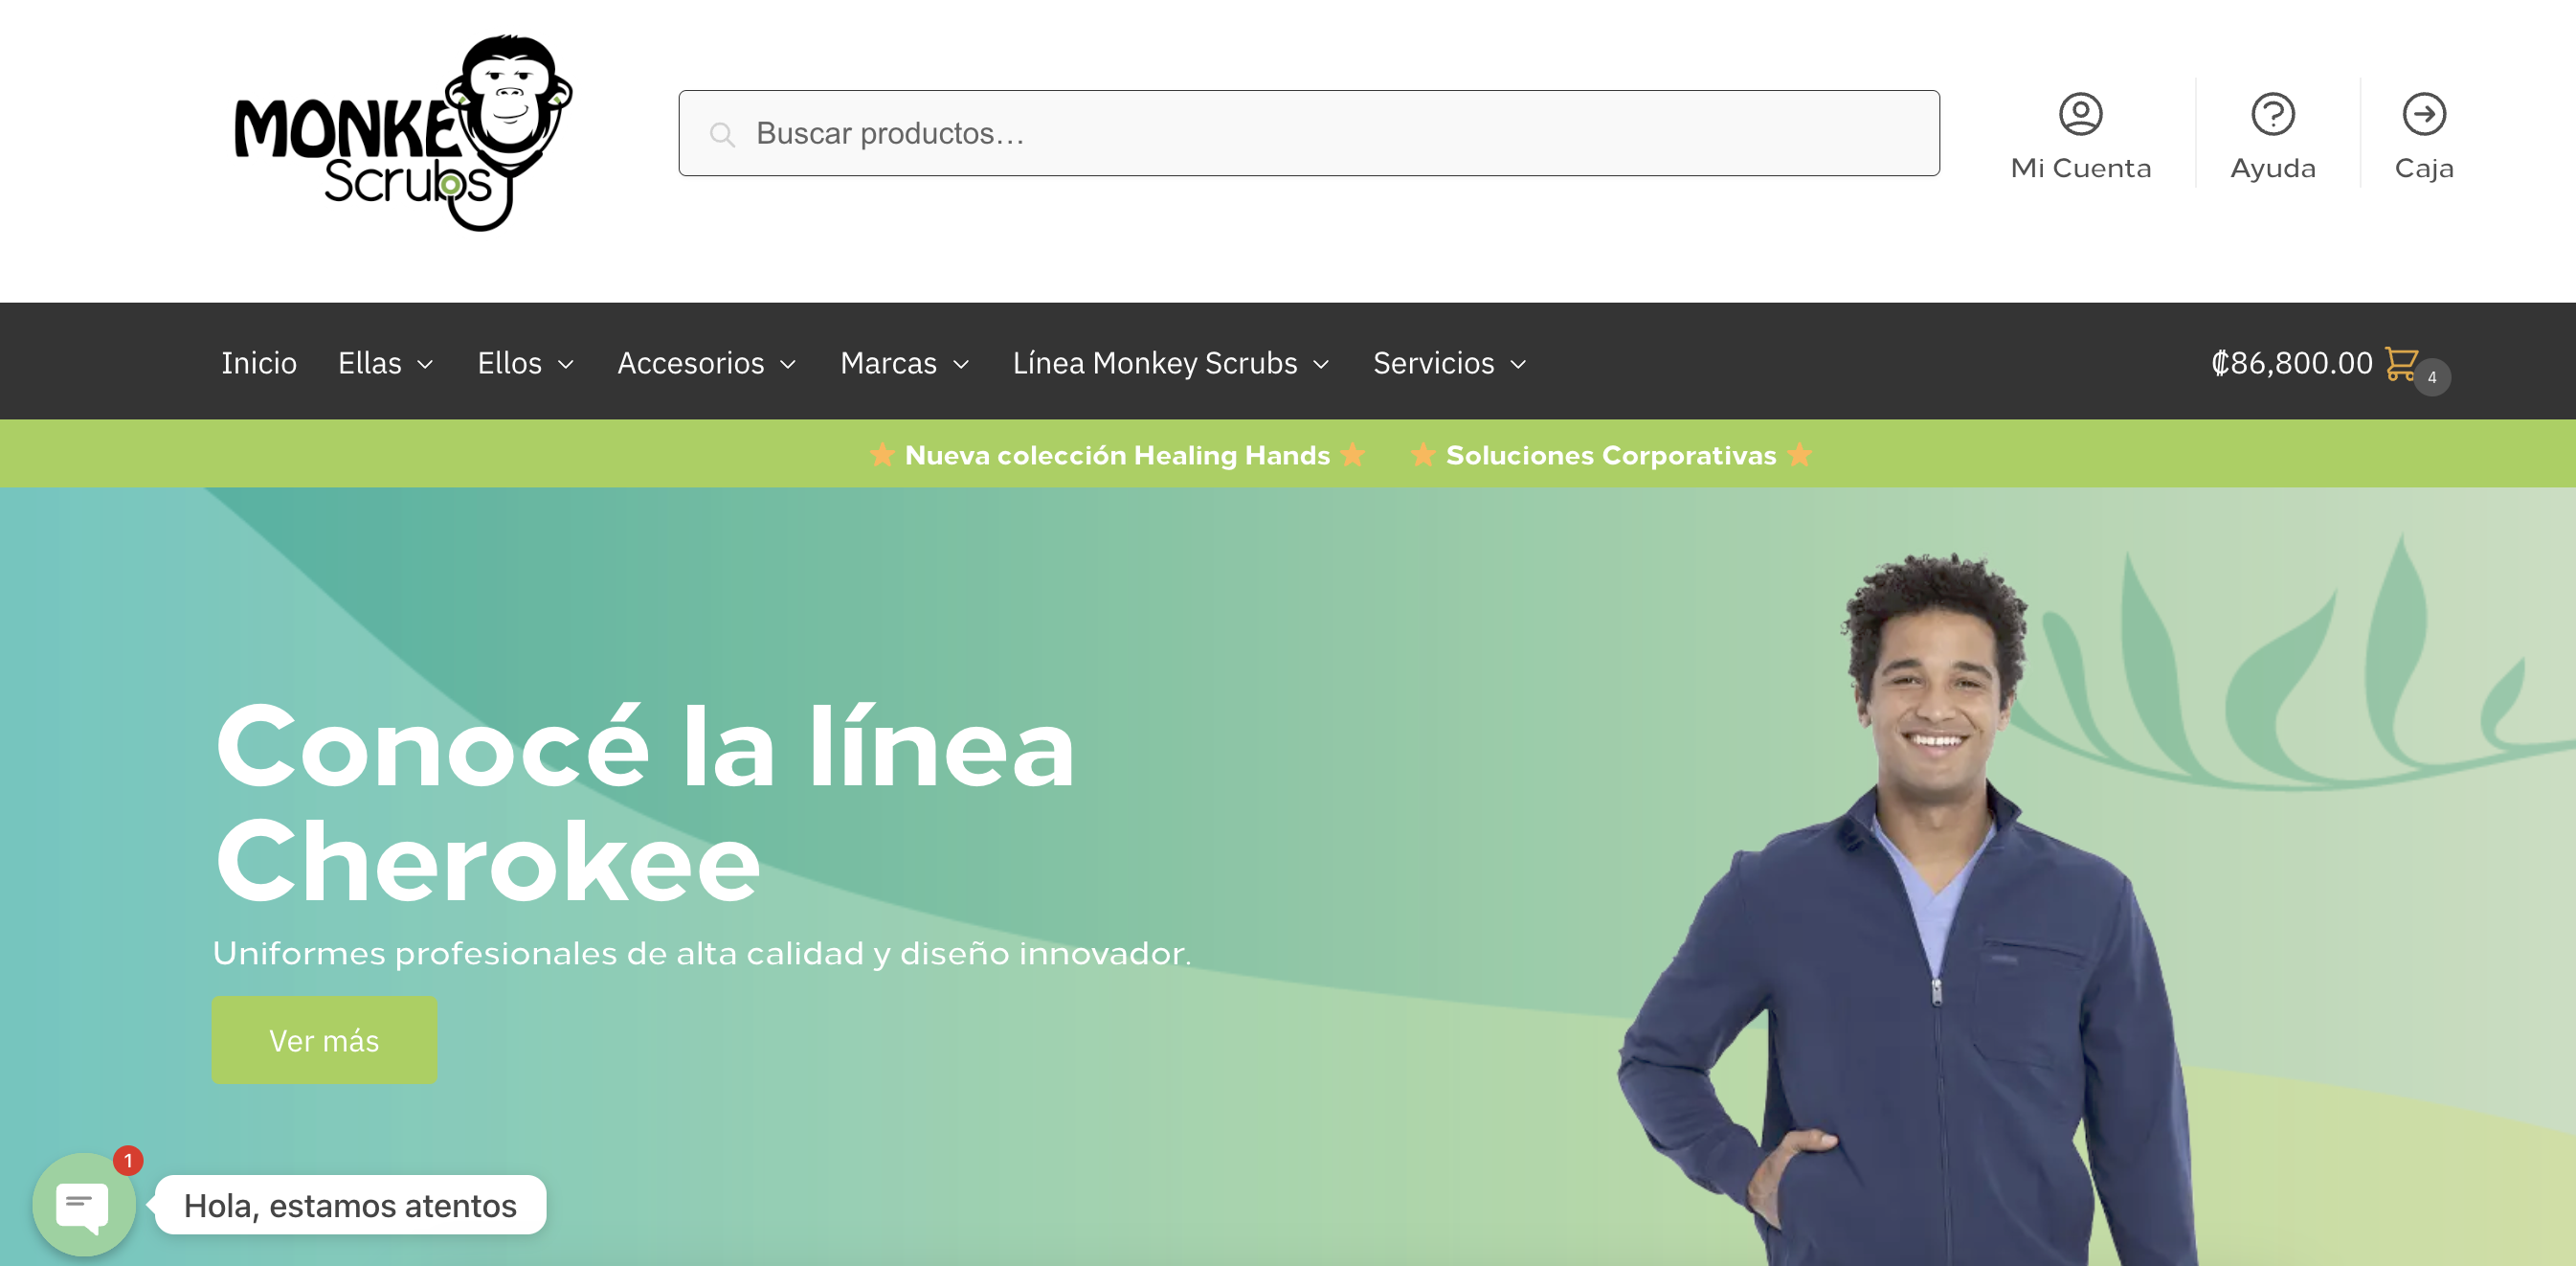 MONKEY
Scrubs
Buscar productos…
Mi Cuenta
Ayuda
Caja
Inicio
Ellas
Ellos
Accesorios
Marcas
Línea Monkey Scrubs
Servicios
₡86,800.00
4
Nueva colección Healing Hands
Soluciones Corporativas
Conocé la línea
Cherokee
Uniformes profesionales de alta calidad y diseño innovador.
Ver más
1
Hola, estamos atentos